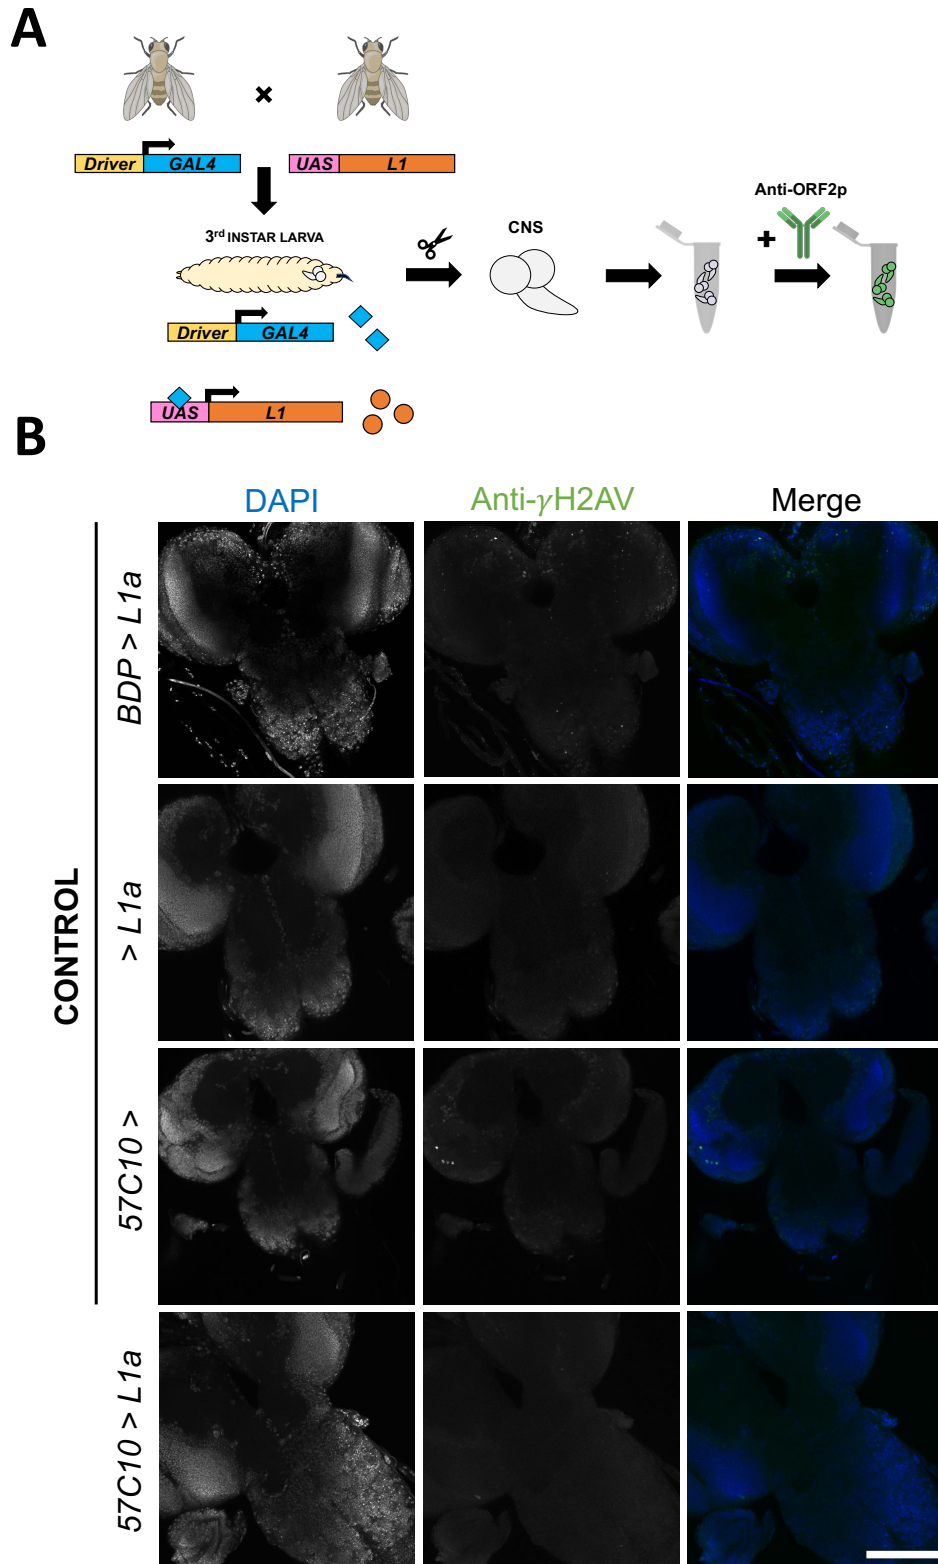 A
×
Driver GAL4
UAS L1
3rd INSTAR LARVA
CNS
Anti-ORF2p
+
Driver GAL4
UAS L1
B
DAPI
Anti-γH2AV
Merge
CONTROL
BDP > L1a
> L1a
57C10 >
57C10 > L1a